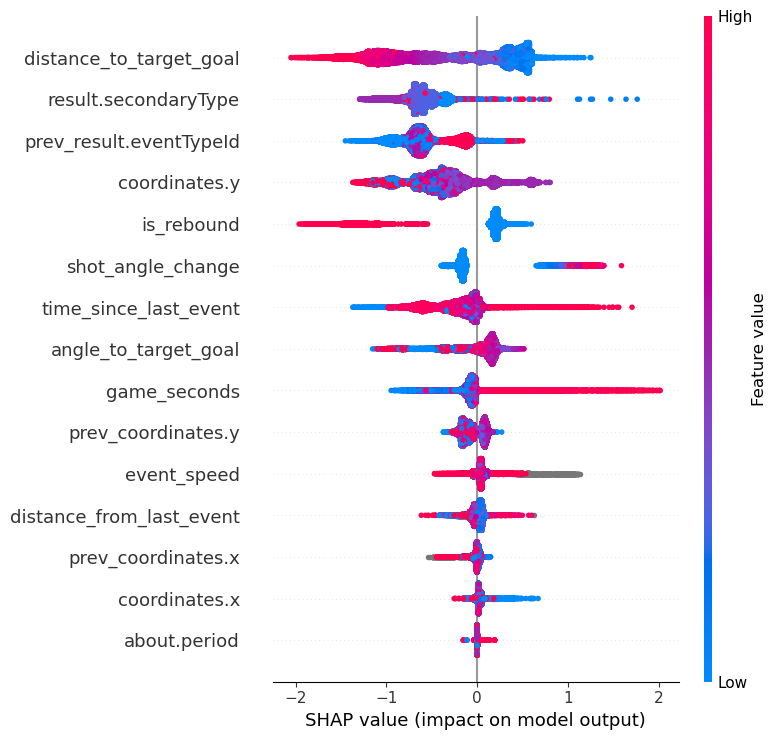 High
distance_to_target_goal
result.secondaryType
prev_result.eventTypeId
coordinates.y
is_rebound
shot_angle_change
time_since_last_event
angle_to_target_goal
game_seconds
prev_coordinates.y
event_speed
distance_from_last_event
prev_coordinates.x
coordinates.x
about.period
Feature value
Low
−2 −1 0 1 2
SHAP value (impact on model output)